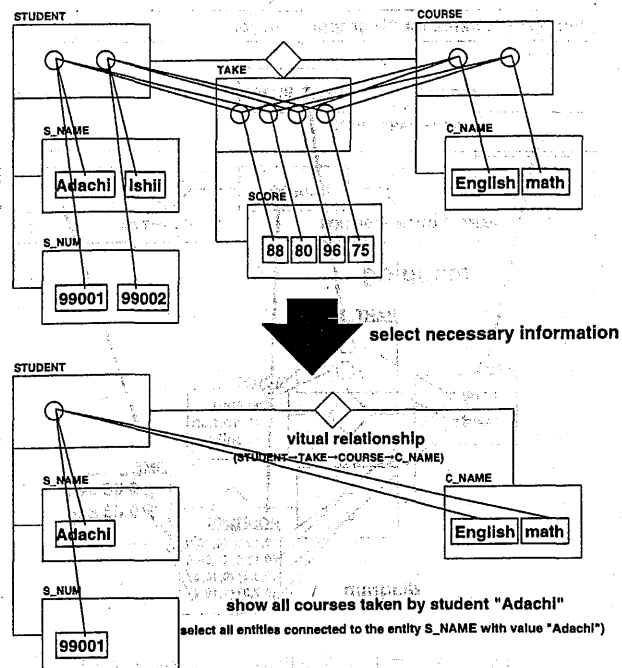 STUDENT
COURSE
TAKE
S_NAME
C_NAME
Adachi Ishii
English math
SCORE
S_NUM
88 80 96 75
99001 99002
select necessary information
STUDENT
vitual relationship
(STUDENT→TAKE→COURSE→C_NAME)
S_NAME
C_NAME
Adachi
English math
S_NUM
show all courses taken by student "Adachi"
select all entities connected to the entity S_NAME with value "Adachi")
99001